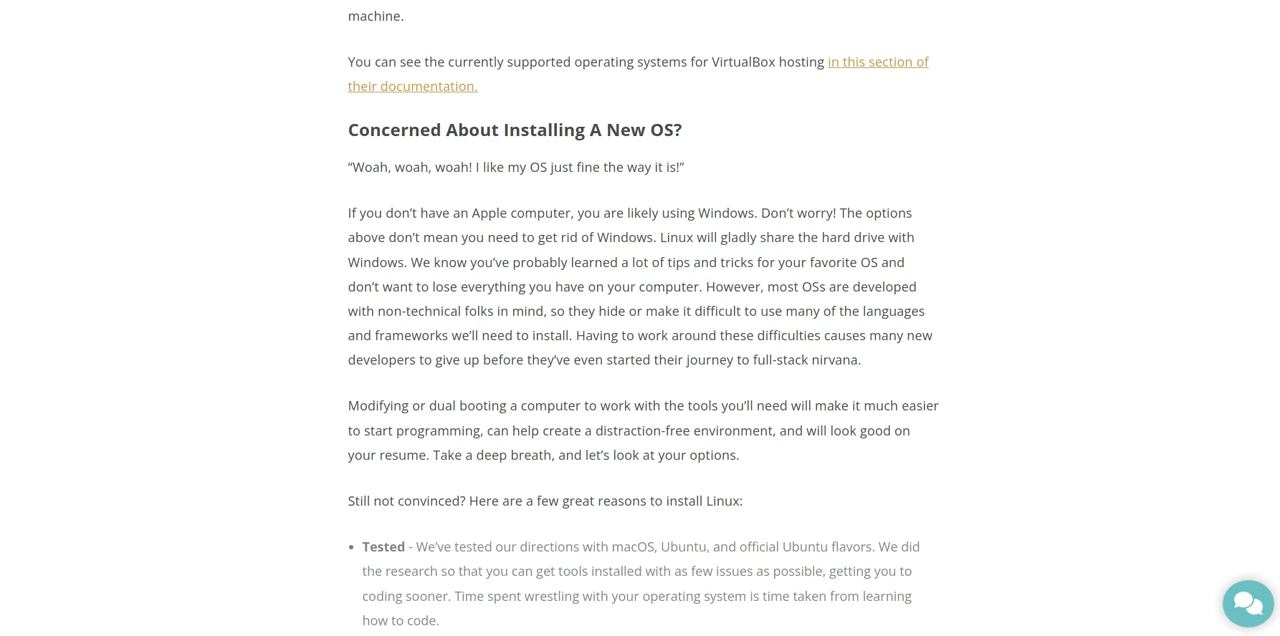 machine.
You can see the currently supported operating systems for VirtualBox hosting in this section of
their documentation.
Concerned About Installing A New OS?
“Woah, woah, woah! I like my OS just fine the way it is!”
If you don’t have an Apple computer, you are likely using Windows. Don’t worry! The options
above don’t mean you need to get rid of Windows. Linux will gladly share the hard drive with
Windows. We know you’ve probably learned a lot of tips and tricks for your favorite OS and
don’t want to lose everything you have on your computer. However, most OSs are developed
with non-technical folks in mind, so they hide or make it difficult to use many of the languages
and frameworks we’ll need to install. Having to work around these difficulties causes many new
developers to give up before they’ve even started their journey to full-stack nirvana.
Modifying or dual booting a computer to work with the tools you’ll need will make it much easier
to start programming, can help create a distraction-free environment, and will look good on
your resume. Take a deep breath, and let’s look at your options.
Still not convinced? Here are a few great reasons to install Linux:
• Tested - We’ve tested our directions with macOS, Ubuntu, and official Ubuntu flavors. We did
the research so that you can get tools installed with as few issues as possible, getting you to
coding sooner. Time spent wrestling with your operating system is time taken from learning
how to code.